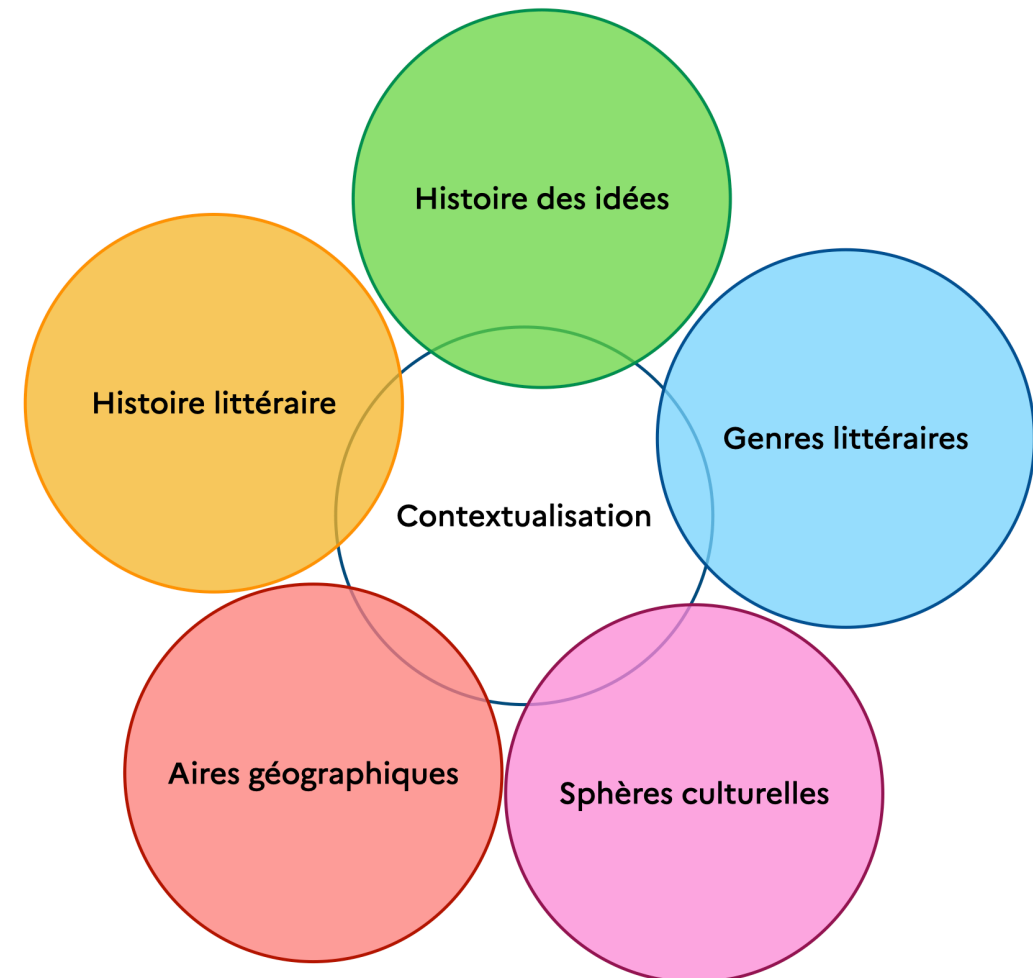 Histoire des idées
Histoire littéraire
Genres littéraires
Contextualisation
Aires géographiques
Sphères culturelles